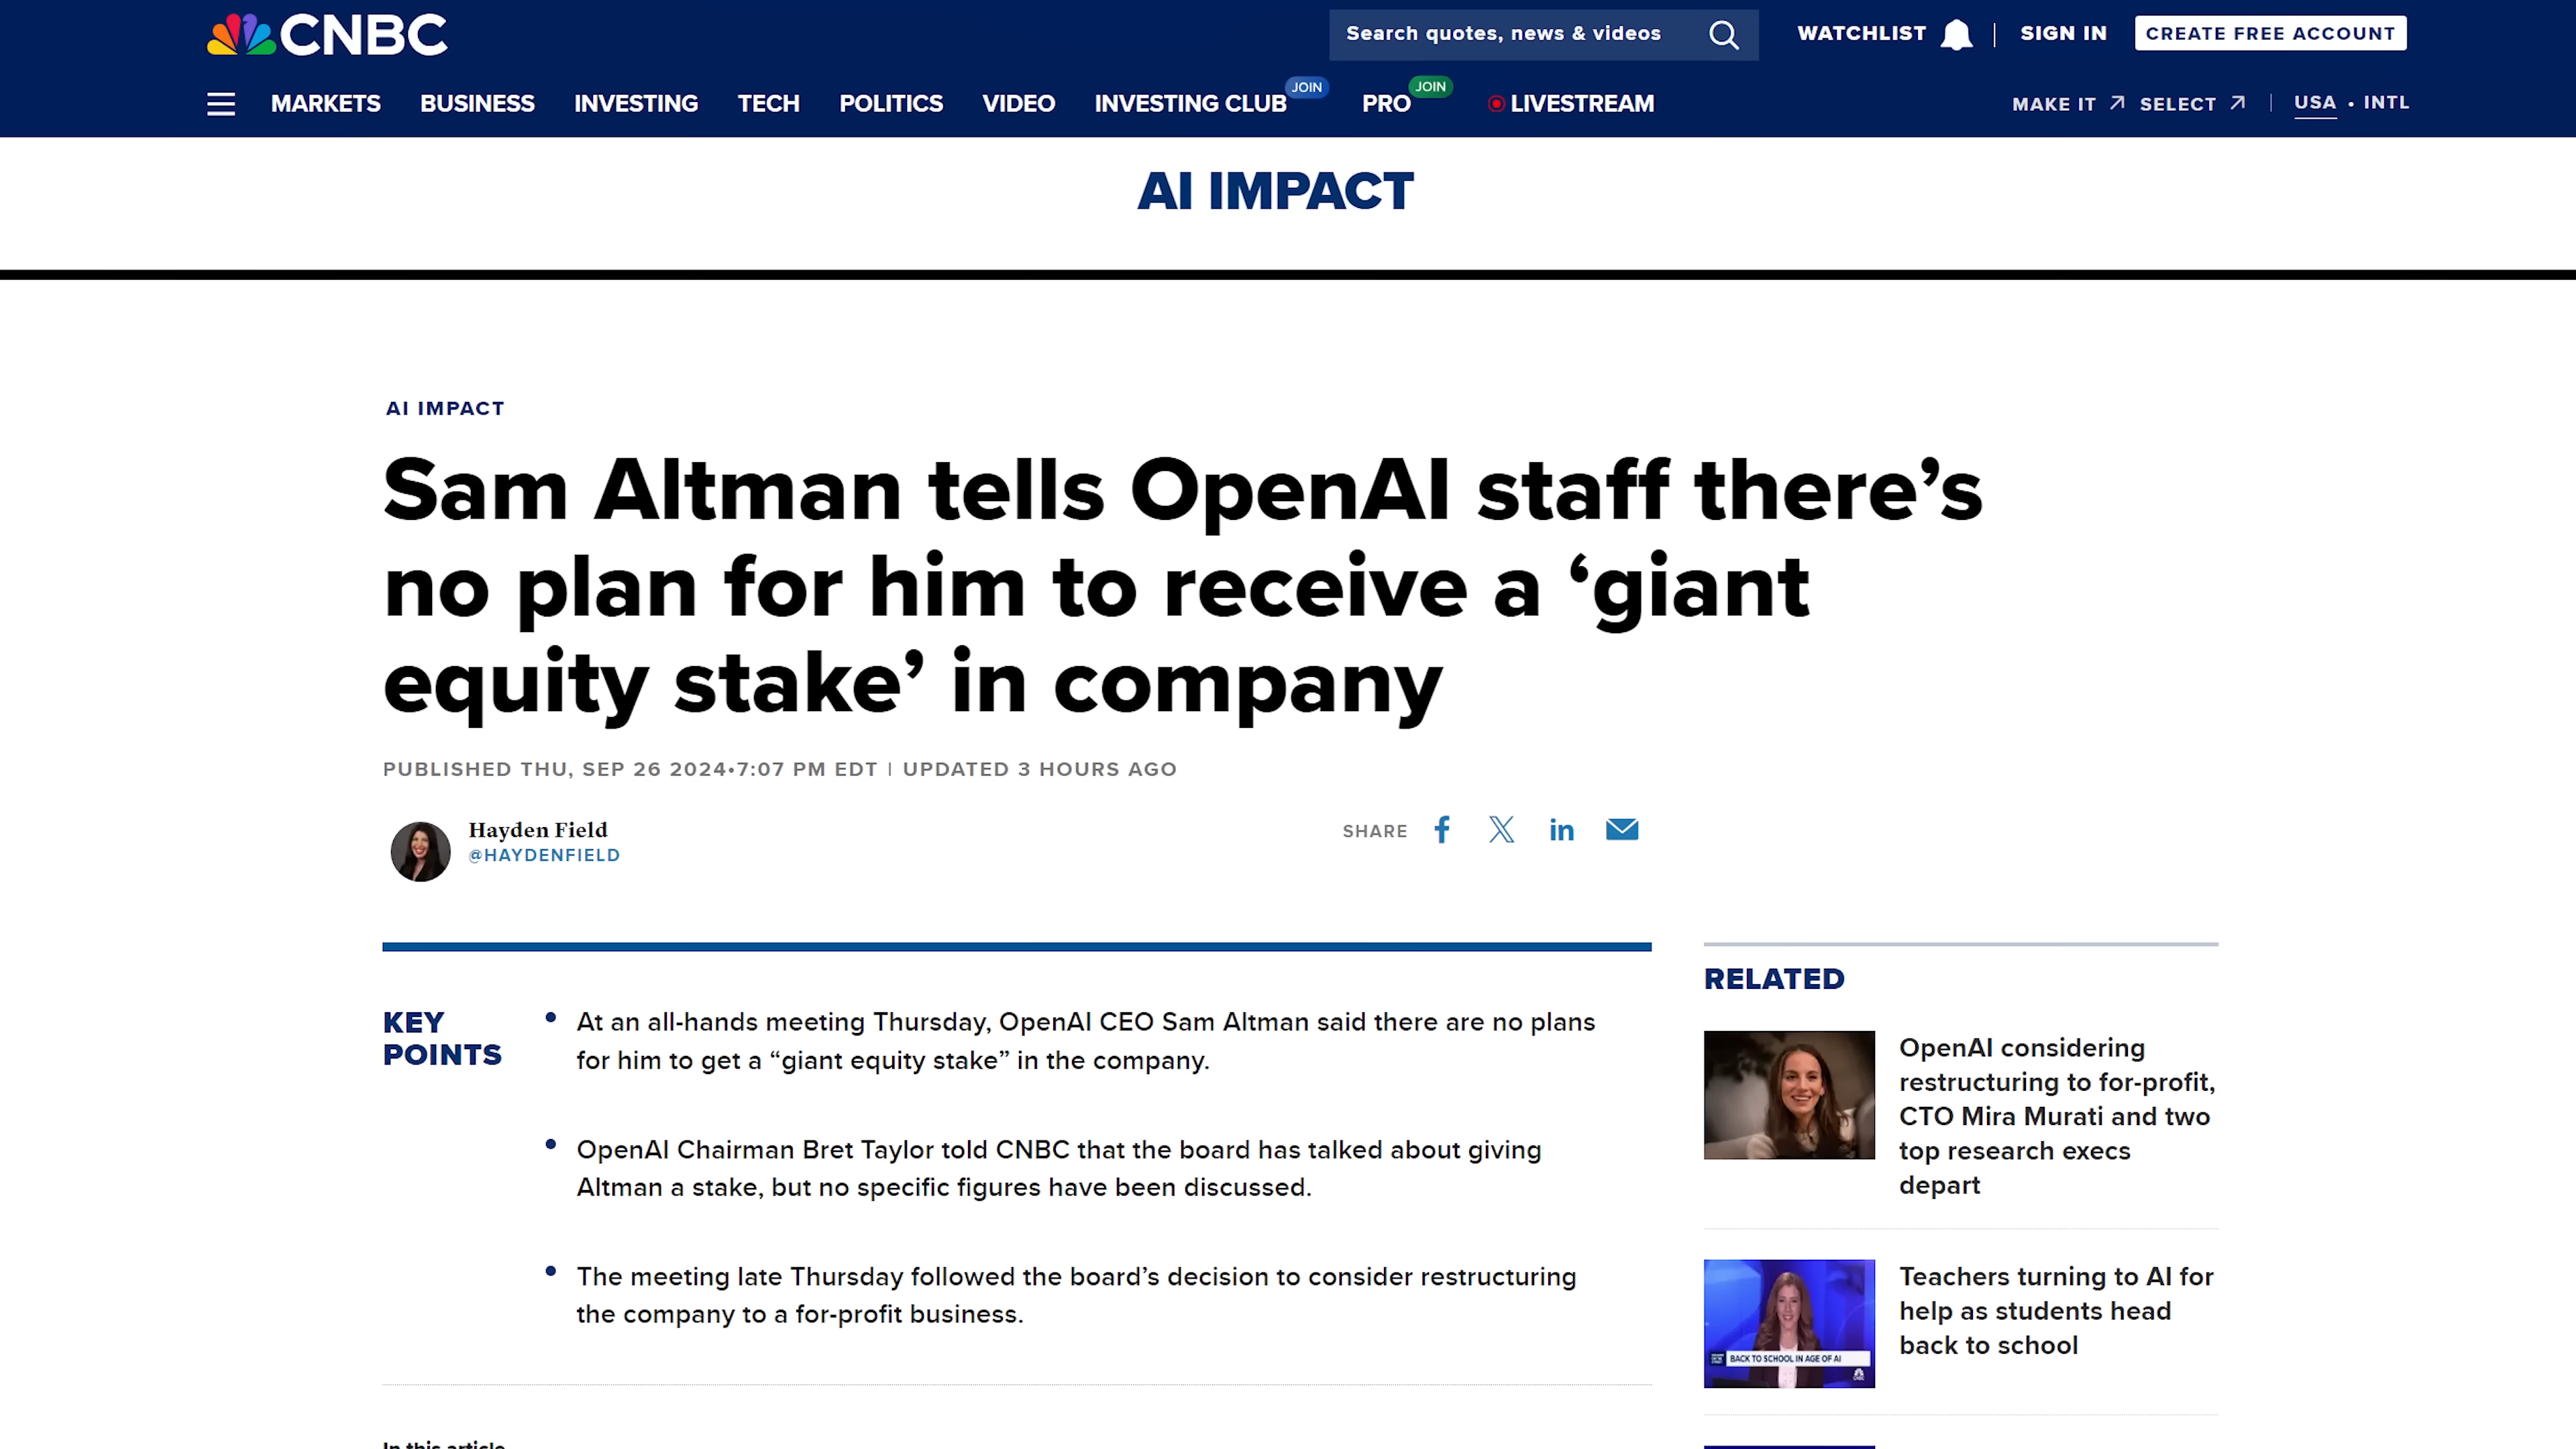 CNBC
Search quotes, news & videos
WATCHLIST
SIGN IN
CREATE FREE ACCOUNT
MARKETS
BUSINESS
INVESTING
TECH
POLITICS
VIDEO
INVESTING CLUB
JOIN
PRO
JOIN
LIVESTREAM
MAKE IT
SELECT
USA • INTL
AI IMPACT
AI IMPACT
Sam Altman tells OpenAI staff there’s
no plan for him to receive a ‘giant
equity stake’ in company
PUBLISHED THU, SEP 26 2024•7:07 PM EDT | UPDATED 3 HOURS AGO
Hayden Field
@HAYDENFIELD
SHARE
KEY
POINTS
• At an all-hands meeting Thursday, OpenAI CEO Sam Altman said there are no plans
for him to get a “giant equity stake” in the company.
• OpenAI Chairman Bret Taylor told CNBC that the board has talked about giving
Altman a stake, but no specific figures have been discussed.
• The meeting late Thursday followed the board’s decision to consider restructuring
the company to a for-profit business.
In this article
RELATED
OpenAI considering
restructuring to for-profit,
CTO Mira Murati and two
top research execs
depart
BACK TO SCHOOL IN AGE OF AI
Teachers turning to AI for
help as students head
back to school